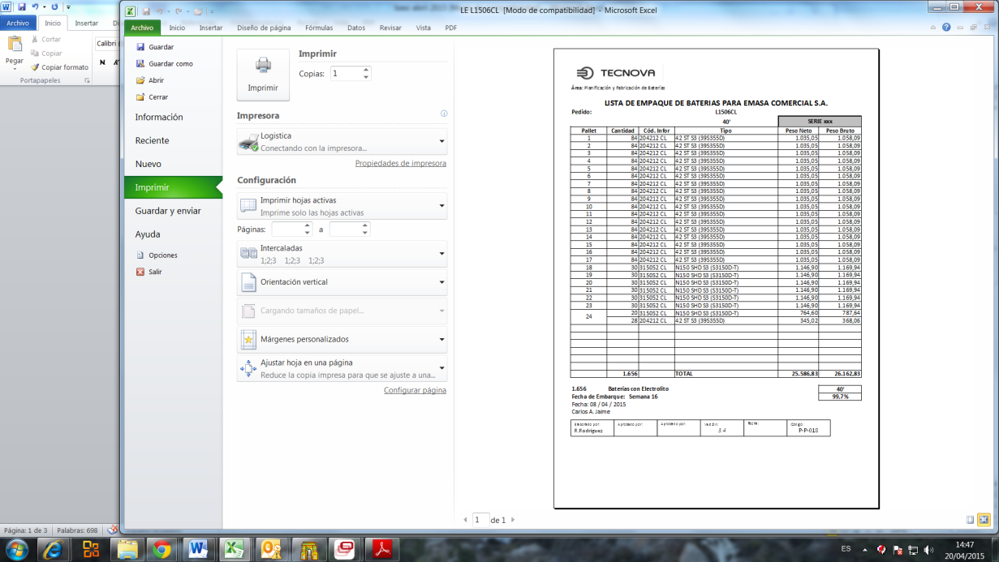 LE L1506CL [Modo de compatibilidad] - Microsoft Excel
Archivo Inicio Insertar
Archivo Inicio Insertar Diseño de página Fórmulas Datos Revisar Vista PDF
Cortar
Copiar
Pegar
Copiar formato
Portapapeles
Calibri
N
Guardar
Guardar como
Abrir
Cerrar
Información
Reciente
Nuevo
Imprimir
Guardar y enviar
Ayuda
Opciones
Salir
Imprimir
Imprimir
Copias: 1
Impresora
Logistica
Conectando con la impresora...
Propiedades de impresora
Configuración
Imprimir hojas activas
Imprime solo las hojas activas
Páginas: a
Intercaladas
1;2;3 1;2;3 1;2;3
Orientación vertical
Cargando tamaños de papel...
Márgenes personalizados
Ajustar hoja en una página
Reduce la copia impresa para que se ajuste a una...
Configurar página
TECNOVA
Área: Planificación y Fabricación de Baterías
LISTA DE EMPAQUE DE BATERIAS PARA EMASA COMERCIAL S.A.
Pedido: L1506CL
40' SERIE xxx
Pallet Cantidad Cód. Infor Tipo Peso Neto Peso Bruto
1 84 204212 CL 42 ST S3 (39S355D) 1.035,05 1.058,09
2 84 204212 CL 42 ST S3 (39S355D) 1.035,05 1.058,09
3 84 204212 CL 42 ST S3 (39S355D) 1.035,05 1.058,09
4 84 204212 CL 42 ST S3 (39S355D) 1.035,05 1.058,09
5 84 204212 CL 42 ST S3 (39S355D) 1.035,05 1.058,09
6 84 204212 CL 42 ST S3 (39S355D) 1.035,05 1.058,09
7 84 204212 CL 42 ST S3 (39S355D) 1.035,05 1.058,09
8 84 204212 CL 42 ST S3 (39S355D) 1.035,05 1.058,09
9 84 204212 CL 42 ST S3 (39S355D) 1.035,05 1.058,09
10 84 204212 CL 42 ST S3 (39S355D) 1.035,05 1.058,09
11 84 204212 CL 42 ST S3 (39S355D) 1.035,05 1.058,09
12 84 204212 CL 42 ST S3 (39S355D) 1.035,05 1.058,09
13 84 204212 CL 42 ST S3 (39S355D) 1.035,05 1.058,09
14 84 204212 CL 42 ST S3 (39S355D) 1.035,05 1.058,09
15 84 204212 CL 42 ST S3 (39S355D) 1.035,05 1.058,09
16 84 204212 CL 42 ST S3 (39S355D) 1.035,05 1.058,09
17 84 204212 CL 42 ST S3 (39S355D) 1.035,05 1.058,09
18 30 315052 CL N150 SHD S3 (S3150D-T) 1.146,90 1.169,94
19 30 315052 CL N150 SHD S3 (S3150D-T) 1.146,90 1.169,94
20 30 315052 CL N150 SHD S3 (S3150D-T) 1.146,90 1.169,94
21 30 315052 CL N150 SHD S3 (S3150D-T) 1.146,90 1.169,94
22 30 315052 CL N150 SHD S3 (S3150D-T) 1.146,90 1.169,94
23 30 315052 CL N150 SHD S3 (S3150D-T) 1.146,90 1.169,94
24 20 315052 CL N150 SHD S3 (S3150D-T) 764,60 787,64
28 204212 CL 42 ST S3 (39S355D) 345,02 368,06
1.656 TOTAL 25.586,83 26.162,83
1.656 Baterías con Electrolito 40'
Fecha de Embarque: Semana 16 99,7%
Fecha: 08 / 04 / 2015
Carlos A. Jaime
Elaborado por: Aprobado por: Aprobado por: Versión: Fecha: Código:
R.Rodriguez 3.4 P-P-018
1 de 1
Página: 1 de 3 Palabras: 698
ES
14:47
20/04/2015